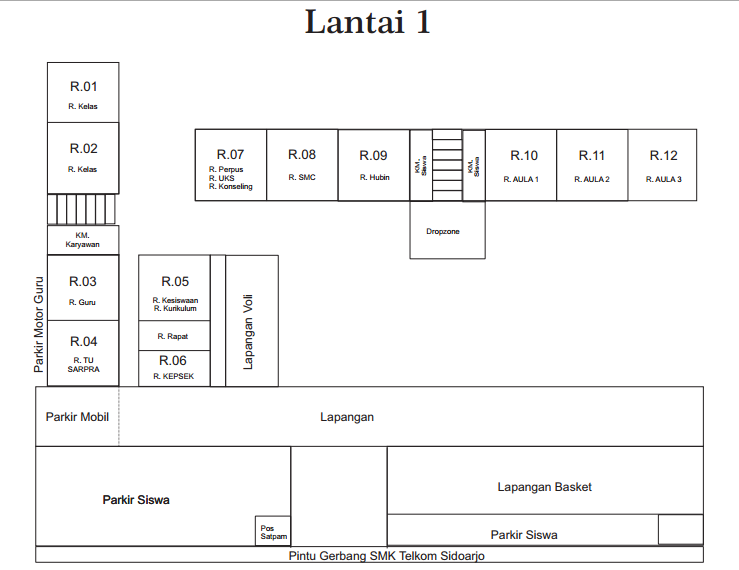 Lantai 1
R.01
R. Kelas
R.02
R. Kelas
KM.
Karyawan
R.03
R. Guru
R.04
R. TU
SARPRA
Parkir Motor Guru
R.05
R. Kesiswaan
R. Kurikulum
R. Rapat
R.06
R. KEPSEK
Lapangan Voli
R.07
R. Perpus
R. UKS
R. Konseling
R.08
R. SMC
R.09
R. Hubin
KM.
Siswa
KM.
Siswa
R.10
R. AULA 1
R.11
R. AULA 2
R.12
R. AULA 3
Dropzone
Parkir Mobil
Lapangan
Parkir Siswa
Pos
Satpam
Lapangan Basket
Parkir Siswa
Pintu Gerbang SMK Telkom Sidoarjo